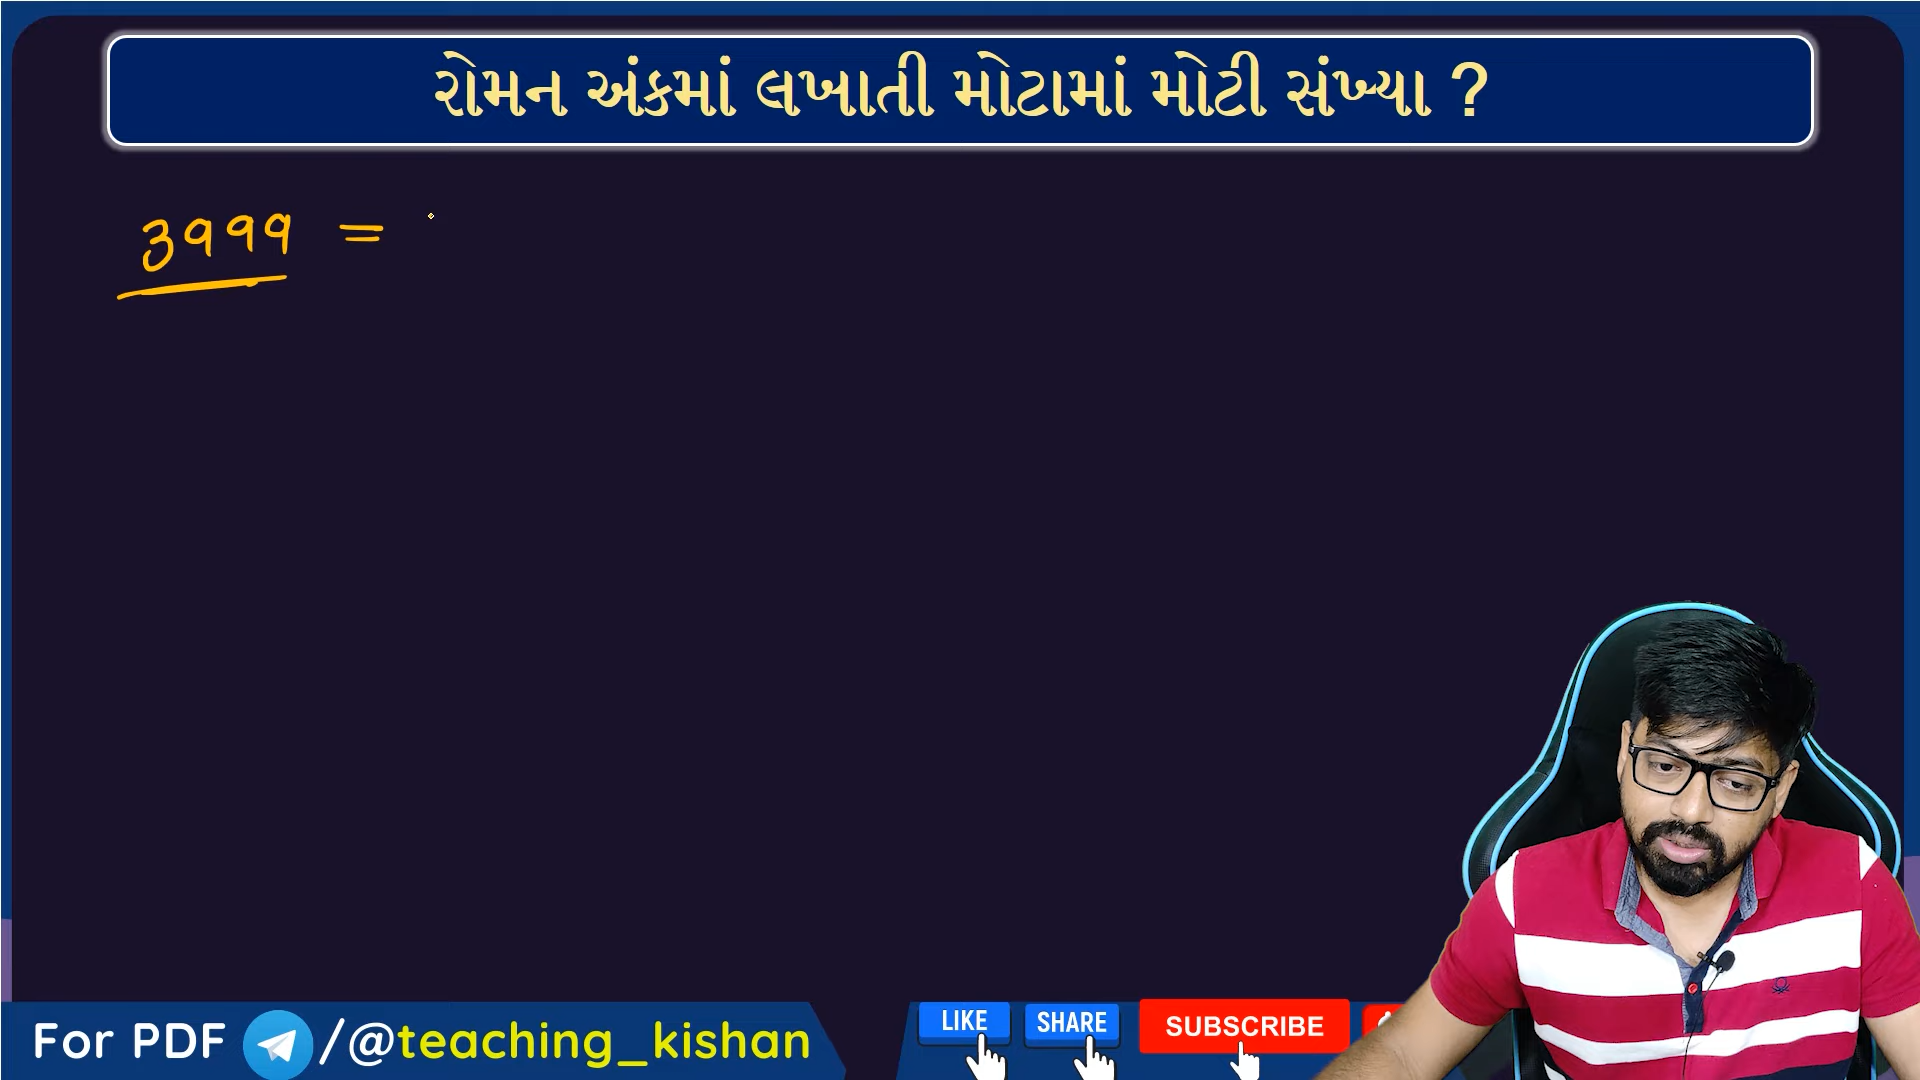 રોમન અંકમાં લખાતી મોટામાં મોટી સંખ્યા ?
3999 =
For PDF /@teaching_kishan
LIKE SHARE SUBSCRIBE